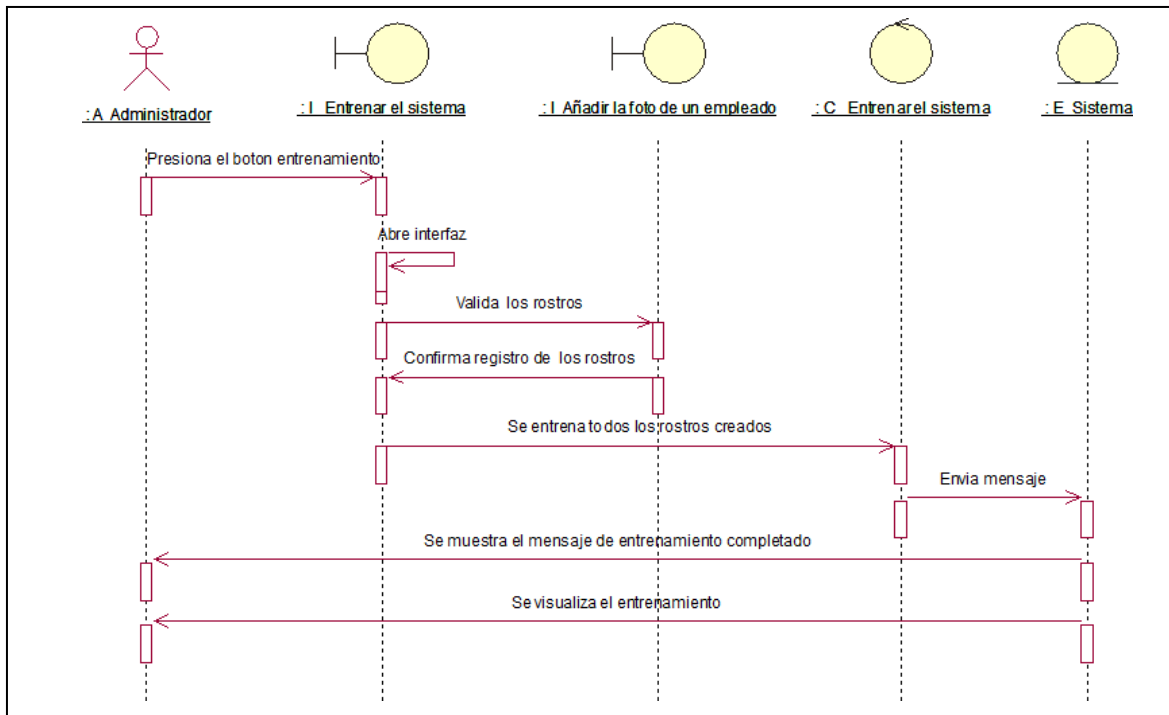 : A Administrador
: I Entrenar el sistema
: I Añadir la foto de un empleado
: C Entrenar el sistema
: E Sistema
Presiona el boton entrenamiento
Abre interfaz
Valida los rostros
Confirma registro de los rostros
Se entrena todos los rostros creados
Envia mensaje
Se muestra el mensaje de entrenamiento completado
Se visualiza el entrenamiento